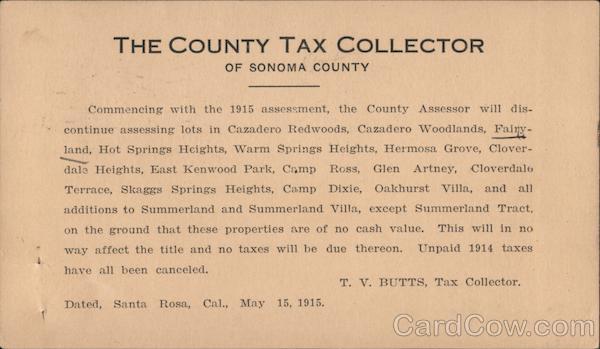 THE COUNTY TAX COLLECTOR
OF SONOMA COUNTY
Commencing with the 1915 assessment, the County Assessor will dis-
continue assessing lots in Cazadero Redwoods, Cazadero Woodlands, Fairy-
land, Hot Springs Heights, Warm Springs Heights, Hermosa Grove, Clover-
dale Heights, East Kenwood Park, Camp Ross, Glen Artney, Cloverdale
Terrace, Skaggs Springs Heights, Camp Dixie, Oakhurst Villa, and all
additions to Summerland and Summerland Villa, except Summerland Tract,
on the ground that these properties are of no cash value. This will in
no way affect the title and no taxes will be due thereon. Unpaid 1914 taxes
have all been canceled.
T. V. BUTTS, Tax Collector.
Dated, Santa Rosa, Cal., May 15, 1915.
CardCow.com